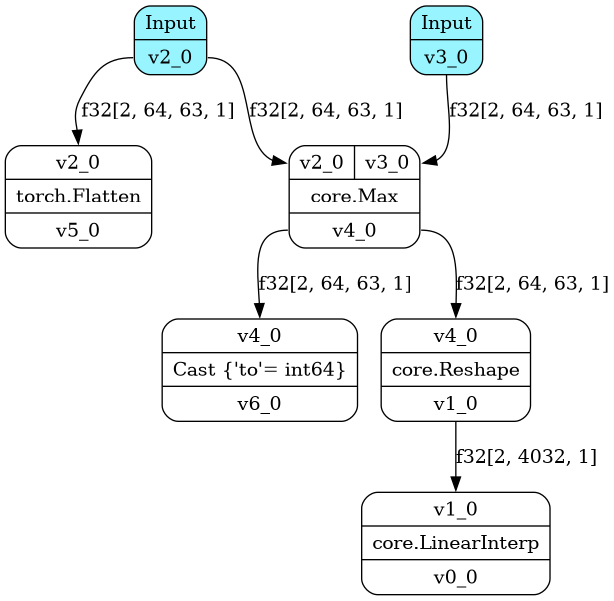 Input
v2_0
Input
v3_0
f32[2, 64, 63, 1]
f32[2, 64, 63, 1]
f32[2, 64, 63, 1]
v2_0
torch.Flatten
v5_0
v2_0 v3_0
core.Max
v4_0
f32[2, 64, 63, 1]
f32[2, 64, 63, 1]
v4_0
Cast {'to'= int64}
v6_0
v4_0
core.Reshape
v1_0
f32[2, 4032, 1]
v1_0
core.LinearInterp
v0_0